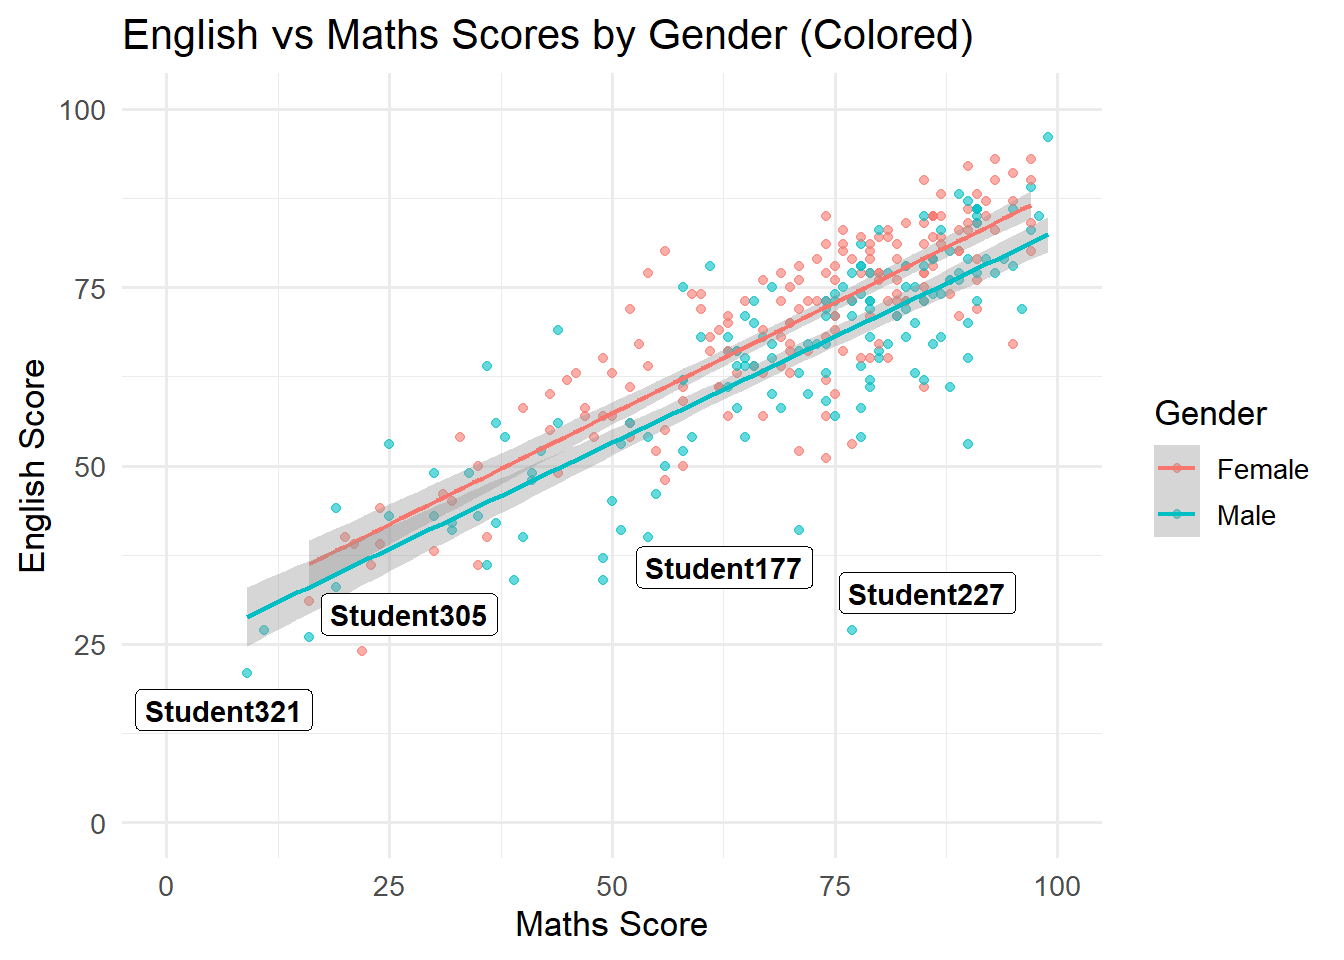 English vs Maths Scores by Gender (Colored)
100
75
50
25
0
English Score
Student177
Student227
Student305
Student321
0 25 50 75 100
Maths Score
Gender
Female
Male